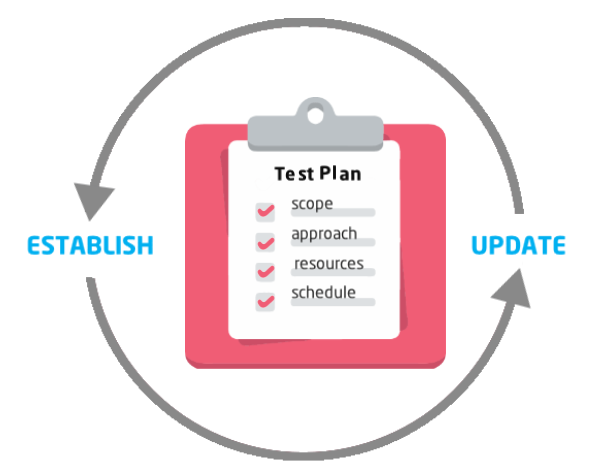 Test Plan
scope
approach
resources
schedule
ESTABLISH
UPDATE